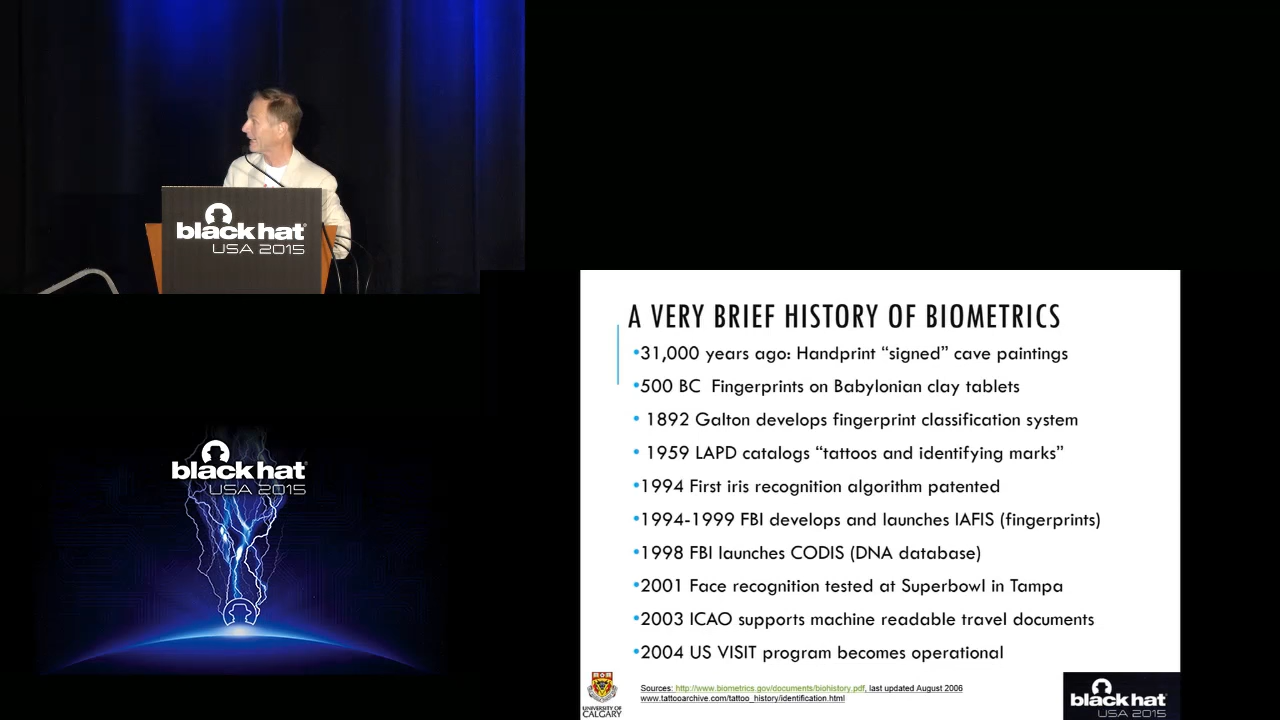 black hat
USA 2015
A VERY BRIEF HISTORY OF BIOMETRICS
•31,000 years ago: Handprint “signed” cave paintings
•500 BC  Fingerprints on Babylonian clay tablets
• 1892 Galton develops fingerprint classification system
• 1959 LAPD catalogs “tattoos and identifying marks”
•1994 First iris recognition algorithm patented
•1994-1999 FBI develops and launches IAFIS (fingerprints)
•1998 FBI launches CODIS (DNA database)
•2001 Face recognition tested at Superbowl in Tampa
•2003 ICAO supports machine readable travel documents
•2004 US VISIT program becomes operational
Sources: http://www.biometrics.gov/documents/biohistory.pdf, last updated August 2006
www.tattooarchive.com/tattoo_history/identification.html
UNIVERSITY OF
CALGARY
black hat
USA 2015
black hat
USA 2015